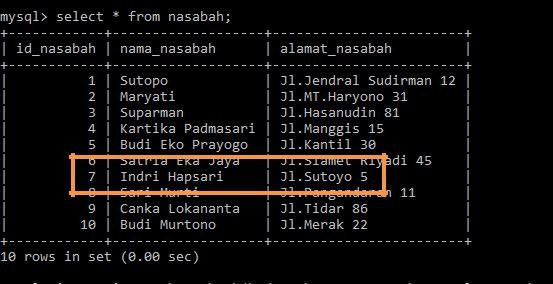 mysql> select * from nasabah;
+------------+------------------+------------------------+
| id_nasabah | nama_nasabah | alamat_nasabah |
+------------+------------------+------------------------+
| 1 | Sutopo | Jl.Jendral Sudirman 12 |
| 2 | Maryati | Jl.MT.Haryono 31 |
| 3 | Suparman | Jl.Hasanudin 81 |
| 4 | Kartika Padmasari | Jl.Manggis 15 |
| 5 | Budi Eko Prayogo | Jl.Kantil 30 |
| 6 | Satria Eka Jaya | Jl.Slamet Riyadi 45 |
| 7 | Indri Hapsari | Jl.Sutoyo 5 |
| 8 | Sari Murti | Jl.Pangandaran 11 |
| 9 | Canka Lokananta | Jl.Tidar 86 |
| 10 | Budi Murtono | Jl.Merak 22 |
+------------+------------------+------------------------+
10 rows in set (0.00 sec)